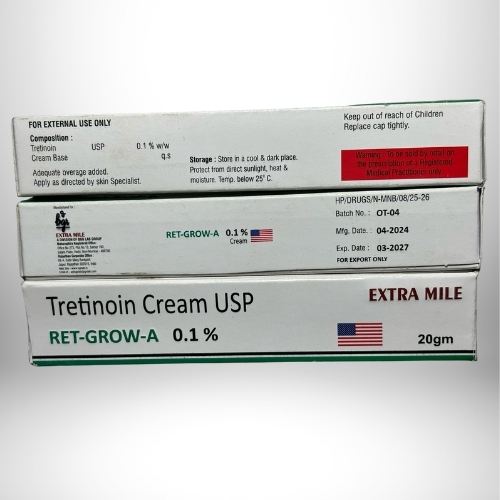 FOR EXTERNAL USE ONLY
Composition :
Tretinoin USP 0.1 % w/w
Cream Base q.s
Adequate overage added.
Apply as directed by skin Specialist.
Storage : Store in a cool & dark place.
Protect from direct sunlight, heat &
moisture. Temp. below 25° C.
Keep out of reach of Children
Replace cap tightly.
Warning : To be sold by retail on
the prescription of a Registered
Medical Practitioner only.
EXTRA MILE
RET-GROW-A 0.1 %
Cream
HP/DRUGS/N-MNB/08/25-26
Batch No. : OT-04
Mfg. Date. : 04-2024
Exp. Date : 03-2027
FOR EXPORT ONLY
Tretinoin Cream USP
EXTRA MILE
RET-GROW-A 0.1 %
20gm